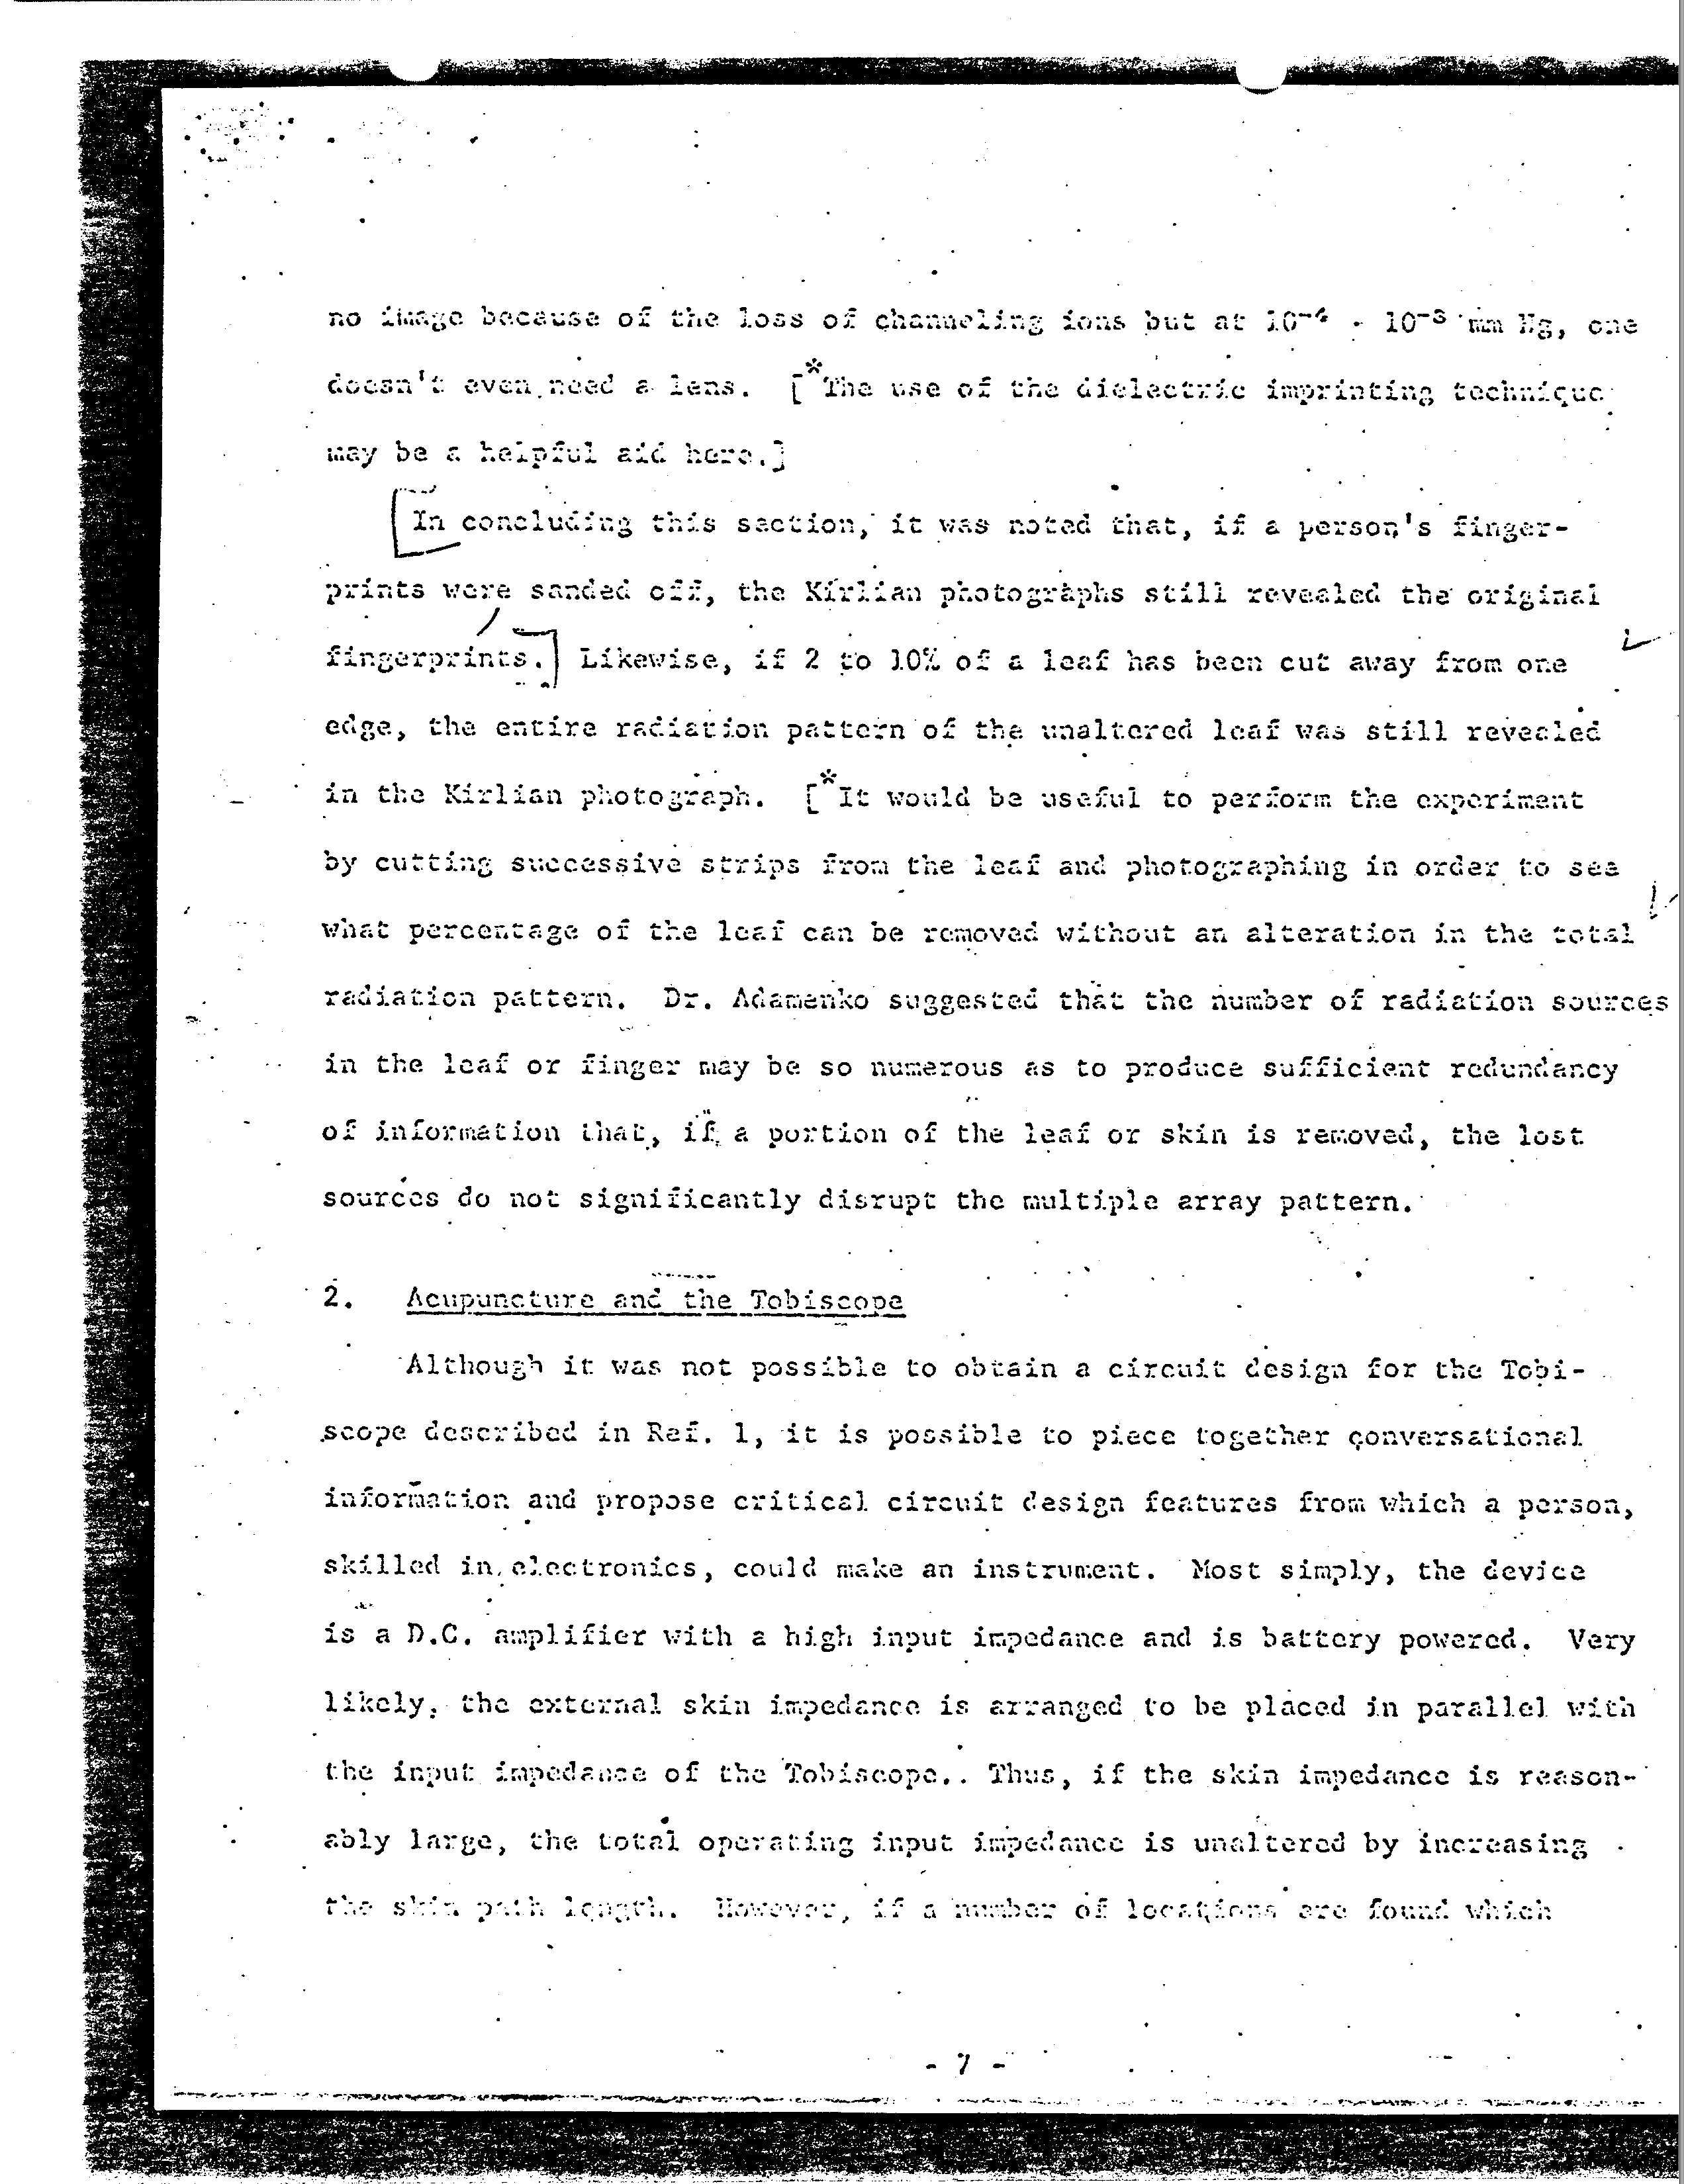 no image because of the loss of channeling ions but at 10⁻⁴ - 10⁻⁵ mm Hg, one
doesn't even need a lens. [*The use of the dielectric imprinting technique
may be a helpful aid here.]
[In concluding this section, it was noted that, if a person's finger-
prints were sanded off, the Kirlian photographs still revealed the original
fingerprints.] Likewise, if 2 to 10% of a leaf has been cut away from one
edge, the entire radiation pattern of the unaltered leaf was still revealed
in the Kirlian photograph. [*It would be useful to perform the experiment
by cutting successive strips from the leaf and photographing in order to see
what percentage of the leaf can be removed without an alteration in the total
radiation pattern. Dr. Adamenko suggested that the number of radiation sources
in the leaf or finger may be so numerous as to produce sufficient redundancy
of information that, if a portion of the leaf or skin is removed, the lost
sources do not significantly disrupt the multiple array pattern.
2. Acupuncture and the Tobiscope
Although it was not possible to obtain a circuit design for the Tobi-
scope described in Ref. 1, it is possible to piece together conversational
information and propose critical circuit design features from which a person,
skilled in electronics, could make an instrument. Most simply, the device
is a D.C. amplifier with a high input impedance and is battery powered. Very
likely, the external skin impedance is arranged to be placed in parallel with
the input impedance of the Tobiscope. Thus, if the skin impedance is reason-
ably large, the total operating input impedance is unaltered by increasing
the skin path length. However, if a number of locations are found which
- 7 -